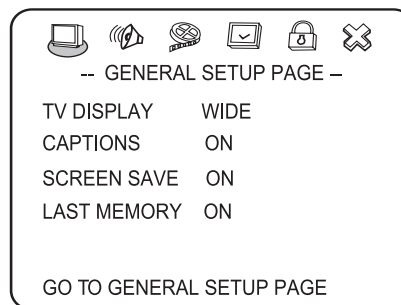 -- GENERAL SETUP PAGE –
TV DISPLAY WIDE
CAPTIONS ON
SCREEN SAVE ON
LAST MEMORY ON
GO TO GENERAL SETUP PAGE